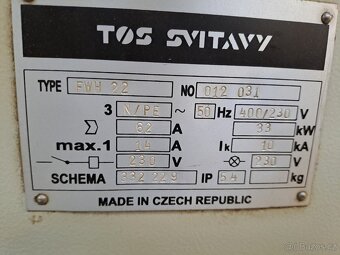 TOS SVITAVY
TYPE FWH 22 NO 012 031
3 N/PE ~ 50 Hz 400/230 V
Σ 62 A 33 kW
max.1 14 A Ik 10 kA
230 V 230 V
SCHEMA 332 229 IP 54 kg
MADE IN CZECH REPUBLIC